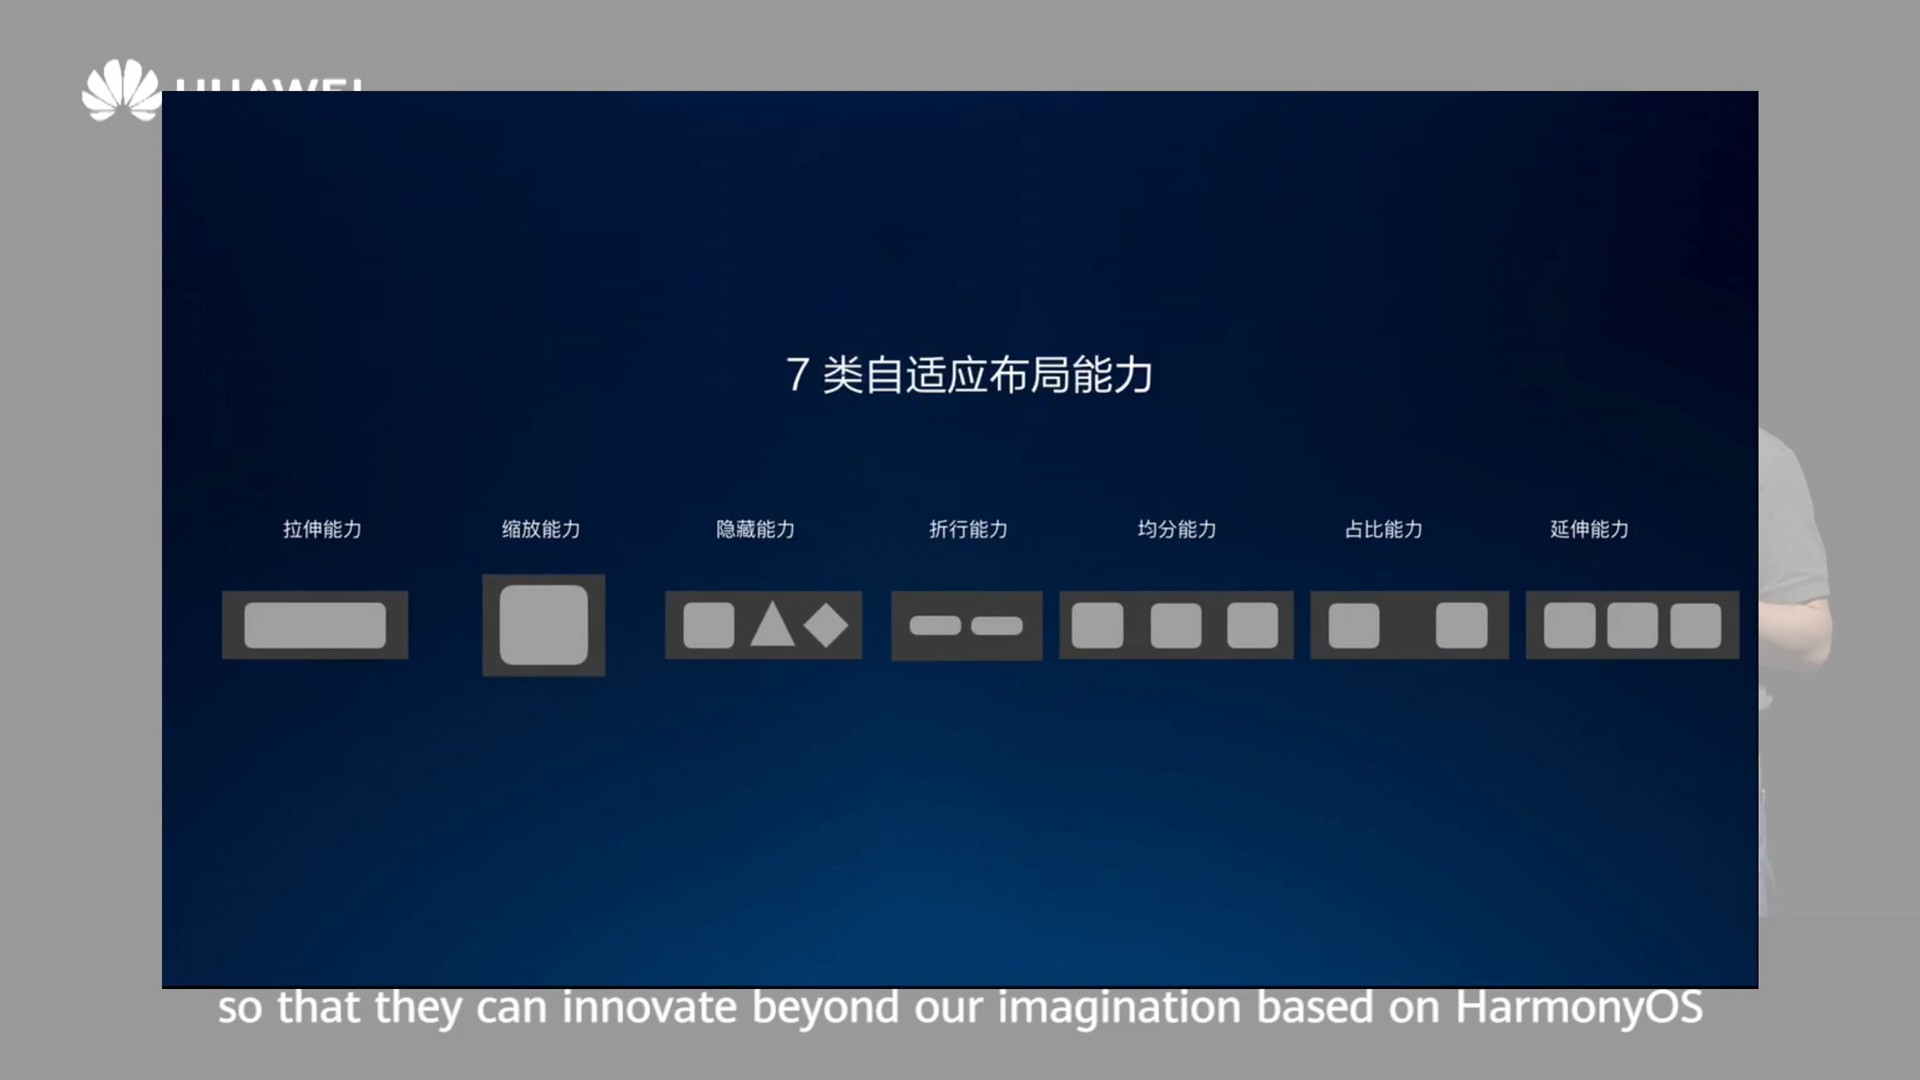 HUAWEI
7 类自适应布局能力
拉伸能力
缩放能力
隐藏能力
折行能力
均分能力
占比能力
延伸能力
so that they can innovate beyond our imagination based on HarmonyOS